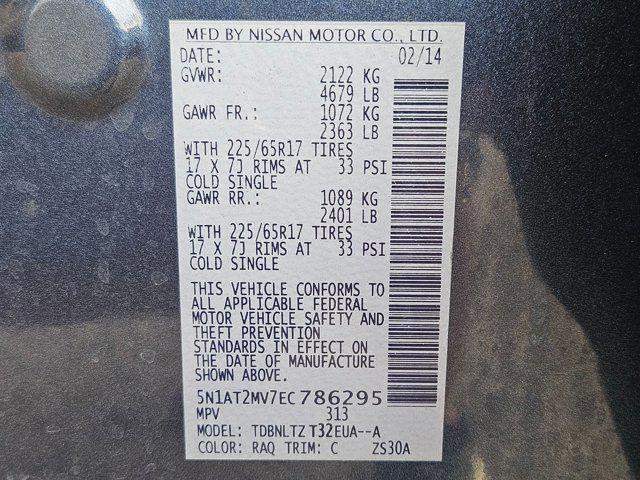 MFD BY NISSAN MOTOR CO., LTD.
DATE: 02/14
GVWR: 2122 KG
4679 LB
GAWR FR.: 1072 KG
2363 LB
WITH 225/65R17 TIRES
17 X 7J RIMS AT 33 PSI
COLD SINGLE
GAWR RR.: 1089 KG
2401 LB
WITH 225/65R17 TIRES
17 X 7J RIMS AT 33 PSI
COLD SINGLE
THIS VEHICLE CONFORMS TO
ALL APPLICABLE FEDERAL
MOTOR VEHICLE SAFETY AND
THEFT PREVENTION
STANDARDS IN EFFECT ON
THE DATE OF MANUFACTURE
SHOWN ABOVE.
5N1AT2MV7EC786295
MPV 313
MODEL: TDBNLTZ T32EUA--A
COLOR: RAQ TRIM: C ZS30A